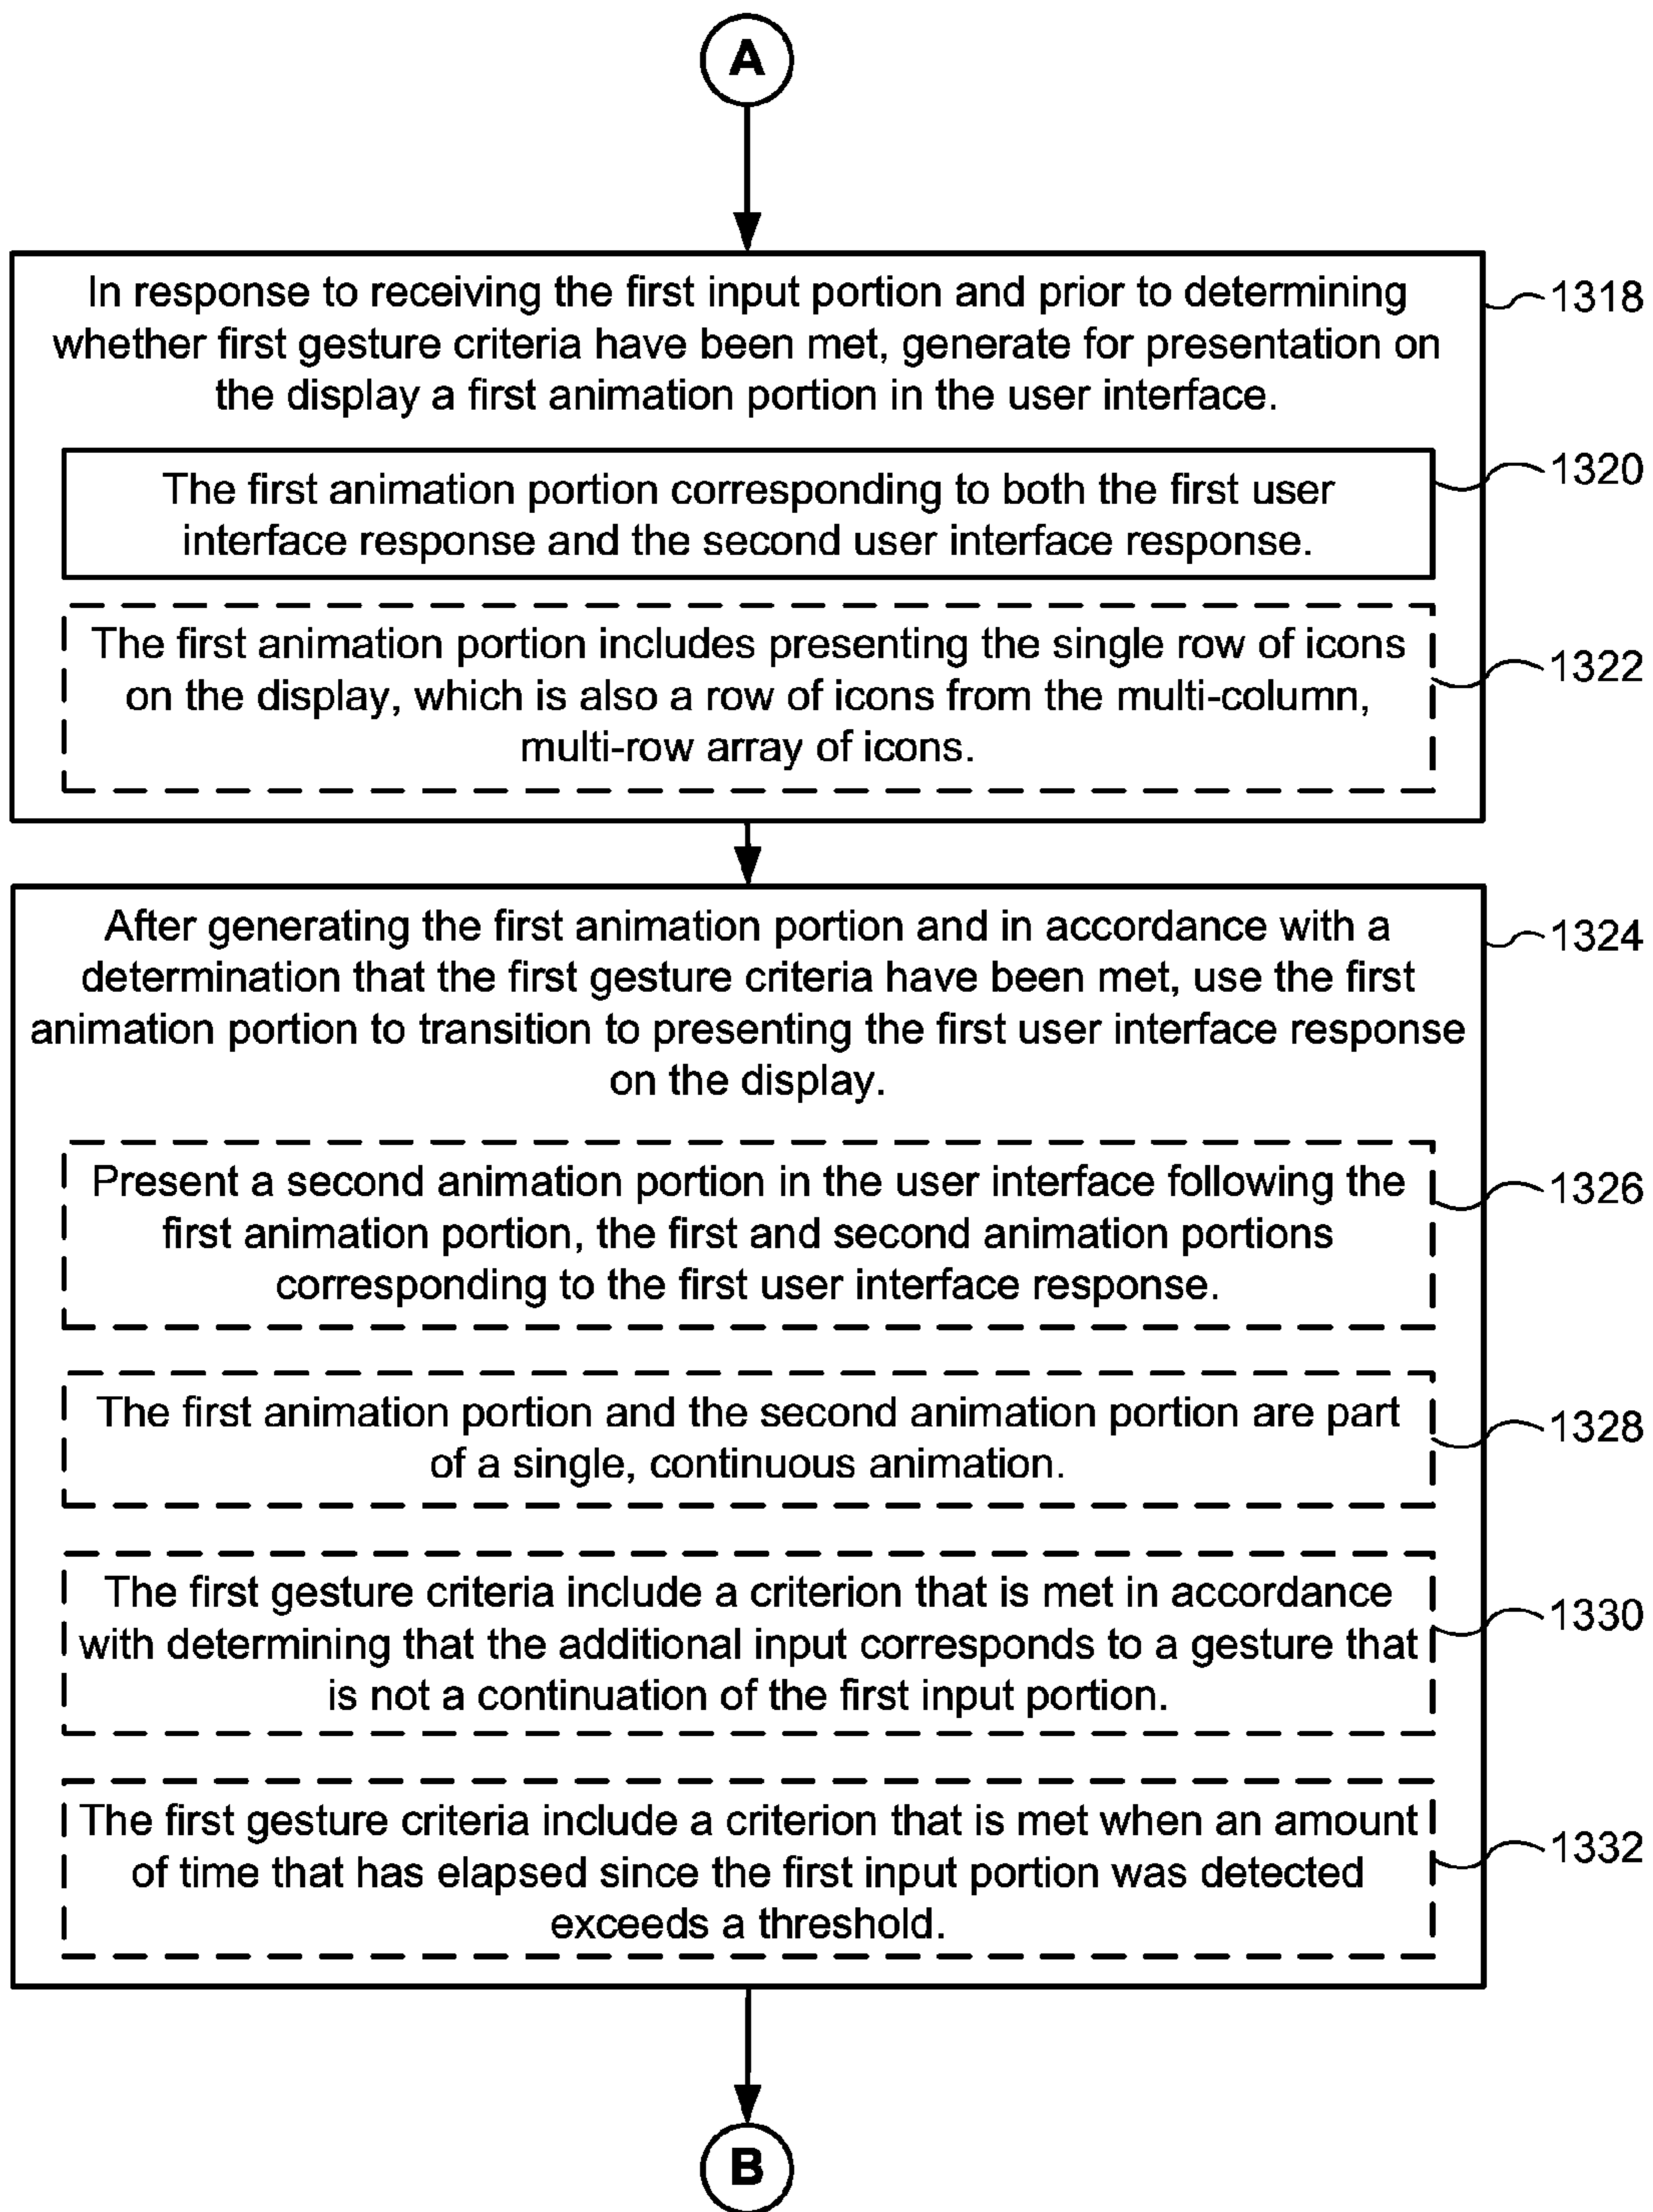 A
In response to receiving the first input portion and prior to determining
whether first gesture criteria have been met, generate for presentation on
the display a first animation portion in the user interface.
1318
The first animation portion corresponding to both the first user
interface response and the second user interface response.
1320
The first animation portion includes presenting the single row of icons
on the display, which is also a row of icons from the multi-column,
multi-row array of icons.
1322
After generating the first animation portion and in accordance with a
determination that the first gesture criteria have been met, use the first
animation portion to transition to presenting the first user interface response
on the display.
1324
Present a second animation portion in the user interface following the
first animation portion, the first and second animation portions
corresponding to the first user interface response.
1326
The first animation portion and the second animation portion are part
of a single, continuous animation.
1328
The first gesture criteria include a criterion that is met in accordance
with determining that the additional input corresponds to a gesture that
is not a continuation of the first input portion.
1330
The first gesture criteria include a criterion that is met when an amount
of time that has elapsed since the first input portion was detected
exceeds a threshold.
1332
B